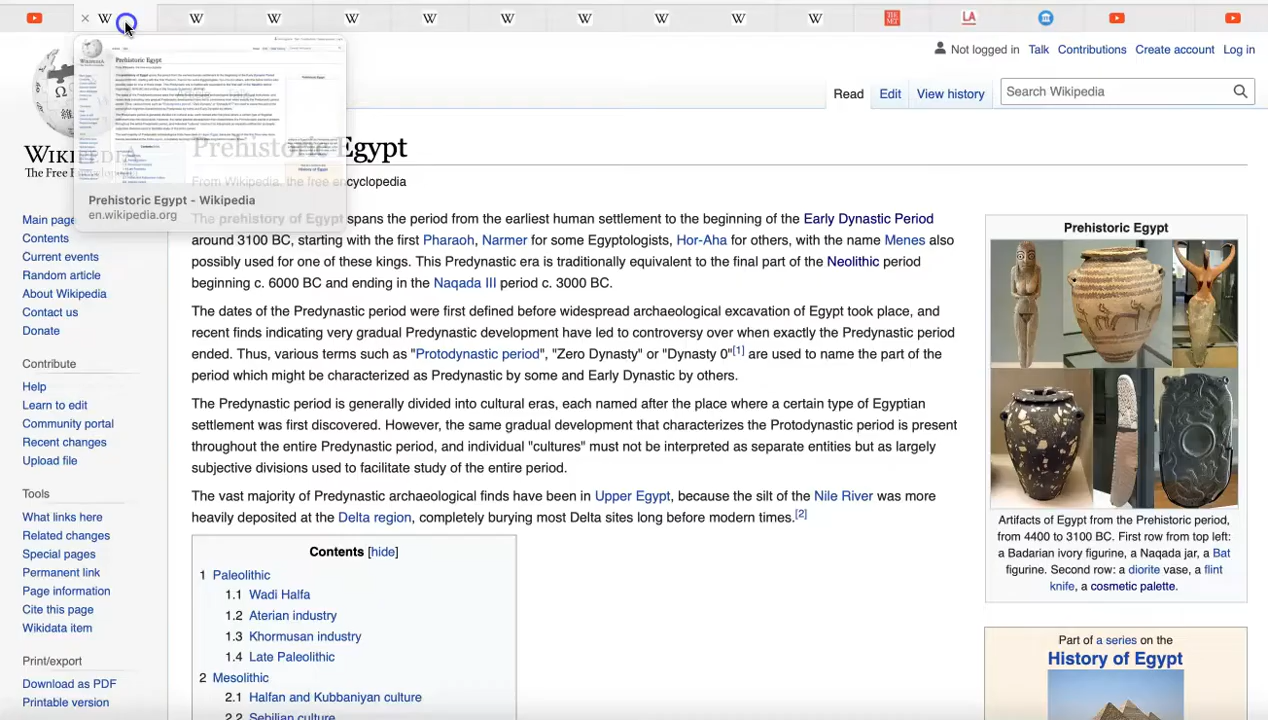 Not logged in Talk Contributions Create account Log in
Read Edit View history Search Wikipedia
Prehistoric Egypt
From Wikipedia, the free encyclopedia
Prehistoric Egypt - Wikipedia
en.wikipedia.org
The Free
Main page
Contents
Current events
Random article
About Wikipedia
Contact us
Donate
Contribute
Help
Learn to edit
Community portal
Recent changes
Upload file
Tools
What links here
Related changes
Special pages
Permanent link
Page information
Cite this page
Wikidata item
Print/export
Download as PDF
Printable version
The prehistory of Egypt spans the period from the earliest human settlement to the beginning of the Early Dynastic Period
around 3100 BC, starting with the first Pharaoh, Narmer for some Egyptologists, Hor-Aha for others, with the name Menes also
possibly used for one of these kings. This Predynastic era is traditionally equivalent to the final part of the Neolithic period
beginning c. 6000 BC and ending in the Naqada III period c. 3000 BC.
The dates of the Predynastic period were first defined before widespread archaeological excavation of Egypt took place, and
recent finds indicating very gradual Predynastic development have led to controversy over when exactly the Predynastic period
ended. Thus, various terms such as "Protodynastic period", "Zero Dynasty" or "Dynasty 0"[1] are used to name the part of the
period which might be characterized as Predynastic by some and Early Dynastic by others.
The Predynastic period is generally divided into cultural eras, each named after the place where a certain type of Egyptian
settlement was first discovered. However, the same gradual development that characterizes the Protodynastic period is present
throughout the entire Predynastic period, and individual "cultures" must not be interpreted as separate entities but as largely
subjective divisions used to facilitate study of the entire period.
The vast majority of Predynastic archaeological finds have been in Upper Egypt, because the silt of the Nile River was more
heavily deposited at the Delta region, completely burying most Delta sites long before modern times.[2]
Contents [hide]
1 Paleolithic
1.1 Wadi Halfa
1.2 Aterian industry
1.3 Khormusan industry
1.4 Late Paleolithic
2 Mesolithic
2.1 Halfan and Kubbaniyan culture
2.2 Sebilian culture
Prehistoric Egypt
Artifacts of Egypt from the Prehistoric period,
from 4400 to 3100 BC. First row from top left:
a Badarian ivory figurine, a Naqada jar, a Bat
figurine. Second row: a diorite vase, a flint
knife, a cosmetic palette.
Part of a series on the
History of Egypt